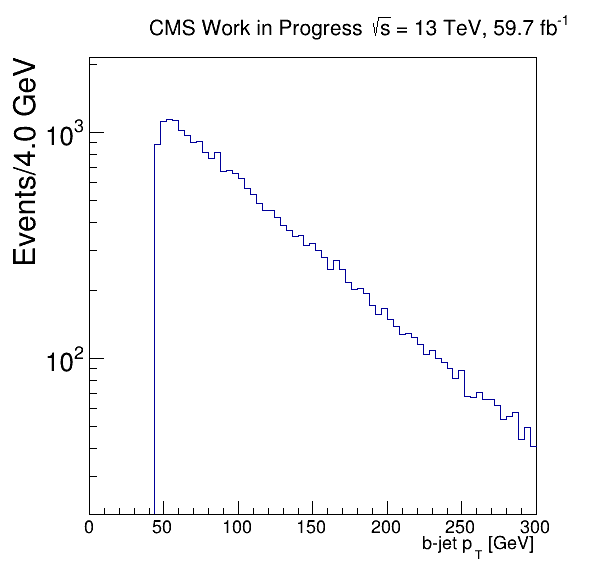 CMS Work in Progress √s = 13 TeV, 59.7 fb⁻¹
Events/4.0 GeV
10³
10²
0 50 100 150 200 250 300
b-jet p_T [GeV]